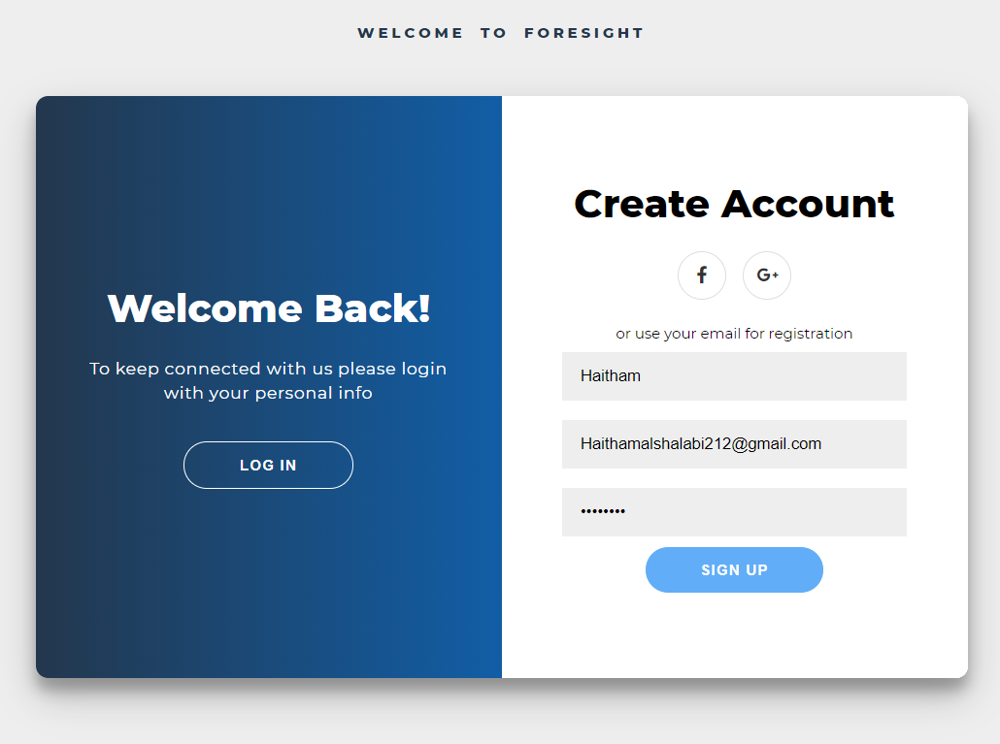 WELCOME TO FORESIGHT
Welcome Back!
To keep connected with us please login
with your personal info
LOG IN
Create Account
G+
or use your email for registration
Haitham
Haithamalshalabi212@gmail.com
••••••••
SIGN UP